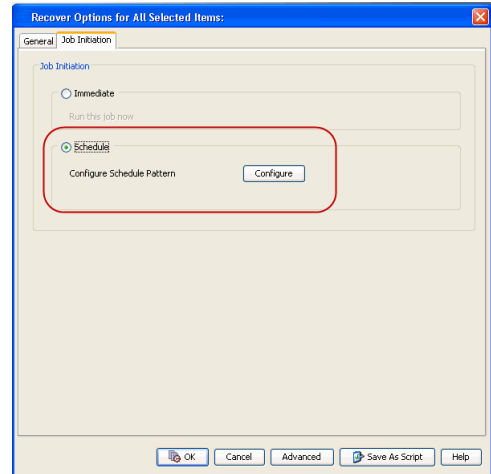 Recover Options for All Selected Items:
General Job Initiation
Job Initiation
Immediate
Run this job now
Schedule
Configure Schedule Pattern Configure
OK Cancel Advanced Save As Script Help